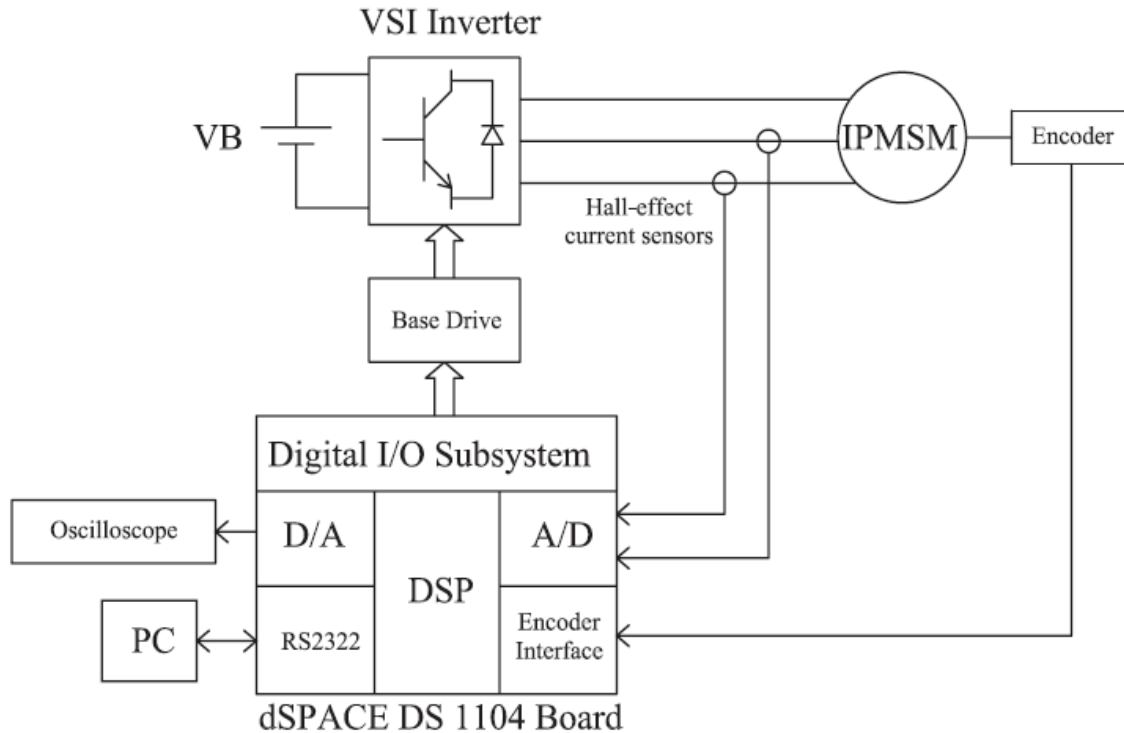 VSI Inverter
VB
IPMSM
Encoder
Hall-effect
current sensors
Base Drive
Digital I/O Subsystem
Oscilloscope
D/A
A/D
DSP
PC
RS2322
Encoder
Interface
dSPACE DS 1104 Board